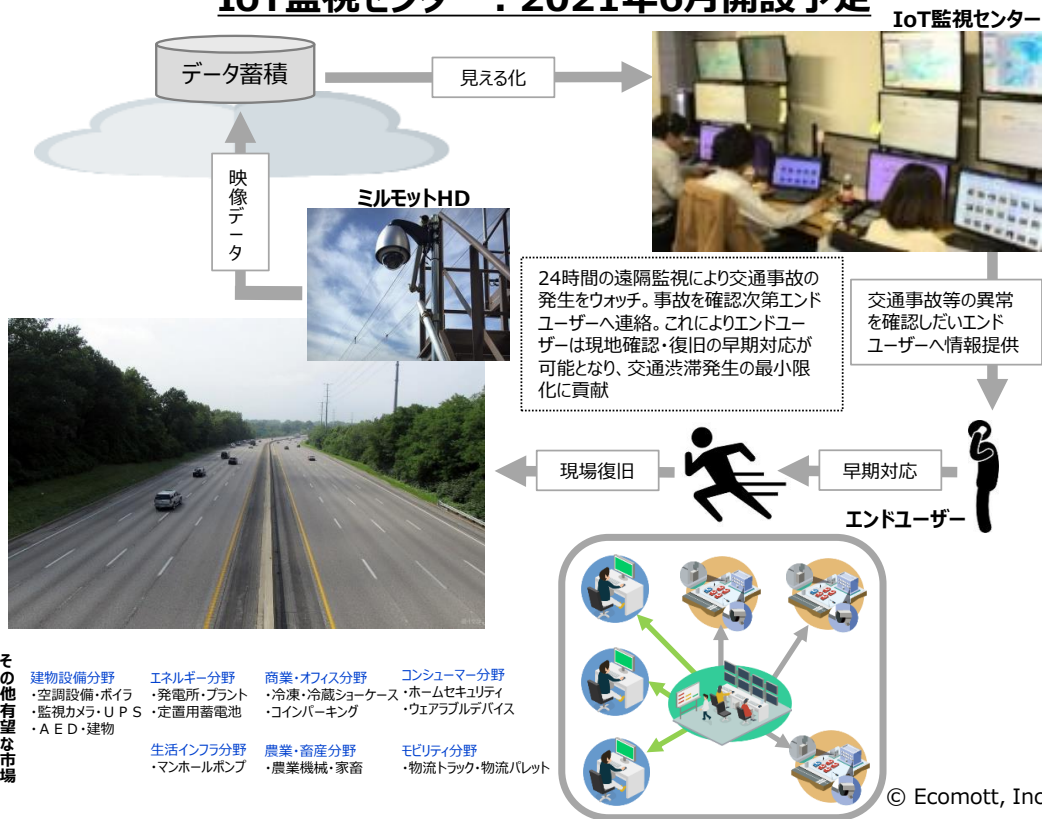 IoT監視センター：2021年6月開設予定
IoT監視センター
データ蓄積
見える化
映像データ
ミルモットHD
24時間の遠隔監視により交通事故の
発生をウォッチ。事故を確認次第エンド
ユーザーへ連絡。これによりエンドユー
ザーは現地確認・復旧の早期対応が
可能となり、交通渋滞発生の最小限
化に貢献
交通事故等の異常
を確認しだいエンド
ユーザーへ情報提供
現場復旧
早期対応
エンドユーザー
その他有望な市場
建物設備分野
・空調設備・ボイラ
・監視カメラ・ＵＰＳ
・ＡＥＤ・建物
エネルギー分野
・発電所・プラント
・定置用蓄電池
商業・オフィス分野
・冷凍・冷蔵ショーケース
・コインパーキング
コンシューマー分野
・ホームセキュリティ
・ウェアラブルデバイス
生活インフラ分野
・マンホールポンプ
農業・畜産分野
・農業機械・家畜
モビリティ分野
・物流トラック・物流パレット
© Ecomott, Inc